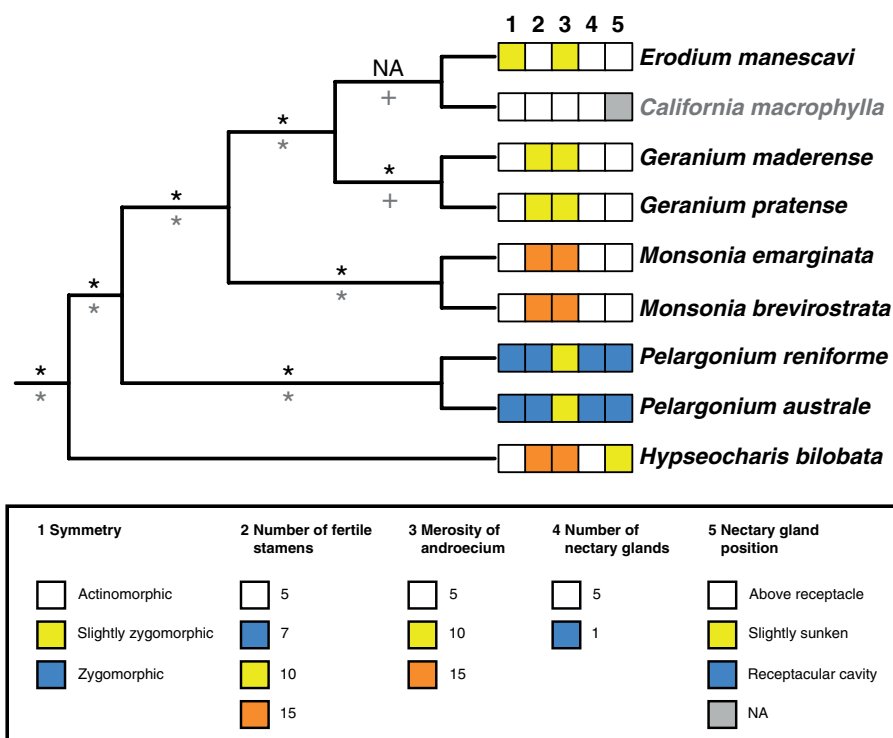 1 2 3 4 5
Erodium manescavi
NA
+
California macrophylla
*
*
Geranium maderense
*
+
*
*
Geranium pratense
Monsonia emarginata
*
*
*
*
Monsonia brevirostrata
Pelargonium reniforme
*
*
*
*
Pelargonium australe
Hypseocharis bilobata
1 Symmetry
Actinomorphic
Slightly zygomorphic
Zygomorphic
2 Number of fertile
stamens
5
7
10
15
3 Merosity of
androecium
5
10
15
4 Number of
nectary glands
5
1
5 Nectary gland
position
Above receptacle
Slightly sunken
Receptacular cavity
NA